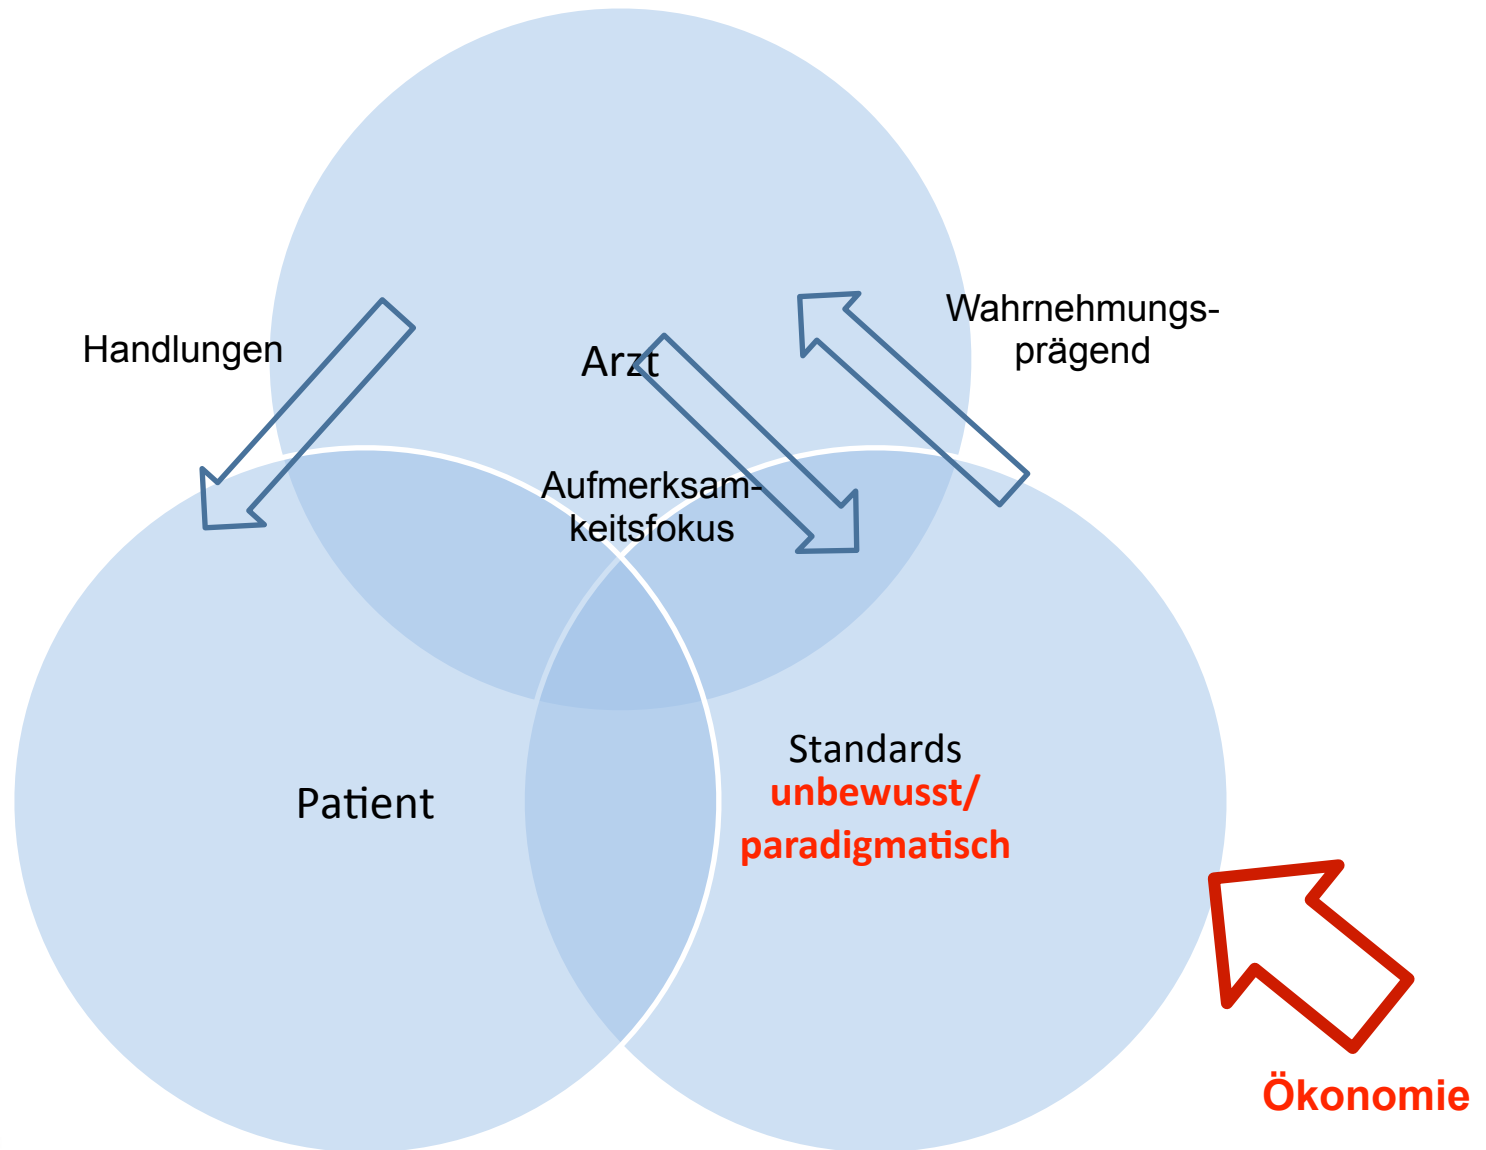 Handlungen
Arzt
Wahrnehmungs-
prägend
Aufmerksam-
keitsfokus
Patient
Standards
unbewusst/
paradigmatisch
Ökonomie